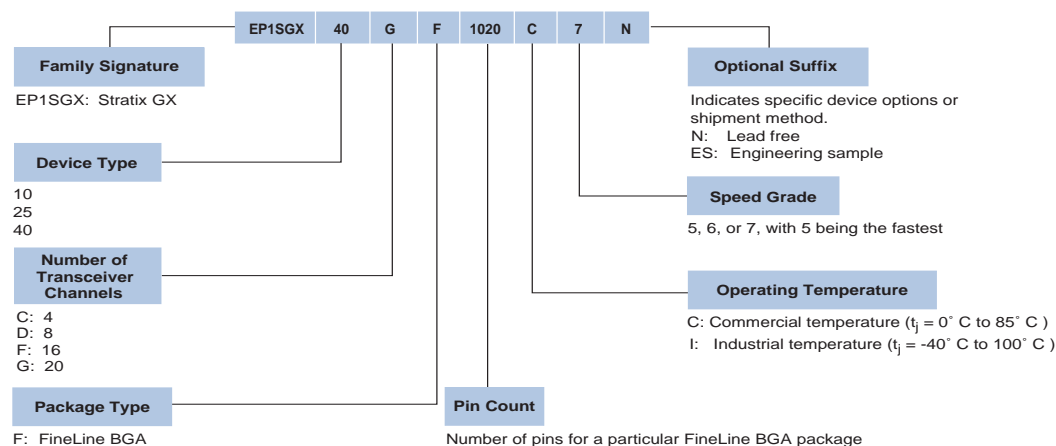 EP1SGX 40 G F 1020 C 7 N
Family Signature
EP1SGX: Stratix GX
Device Type
10
25
40
Number of
Transceiver
Channels
C: 4
D: 8
F: 16
G: 20
Package Type
F: FineLine BGA
Pin Count
Number of pins for a particular FineLine BGA package
Optional Suffix
Indicates specific device options or
shipment method.
N: Lead free
ES: Engineering sample
Speed Grade
5, 6, or 7, with 5 being the fastest
Operating Temperature
C: Commercial temperature (tj = 0˚ C to 85˚ C )
I: Industrial temperature (tj = -40˚ C to 100˚ C )